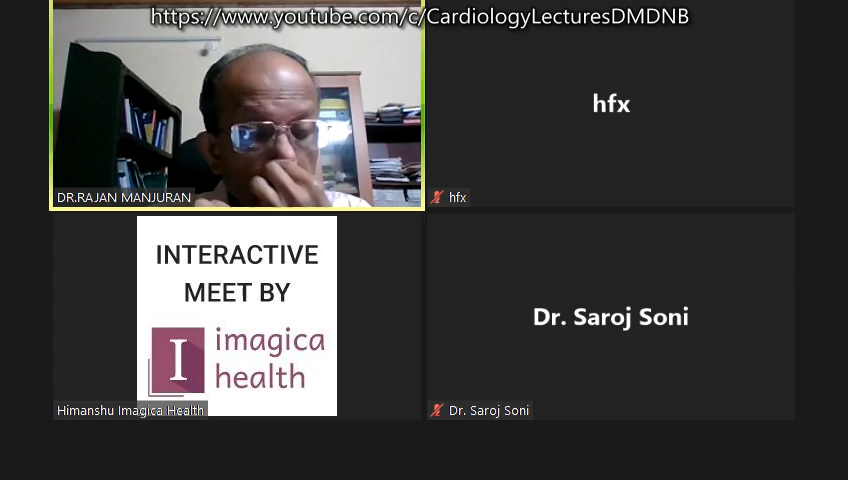 https://www.youtube.com/c/CardiologyLecturesDMDNB
hfx
DR.RAJAN MANJURAN
hfx
INTERACTIVE
MEET BY
I imagica
health
Dr. Saroj Soni
Himanshu Imagica Health
Dr. Saroj Soni